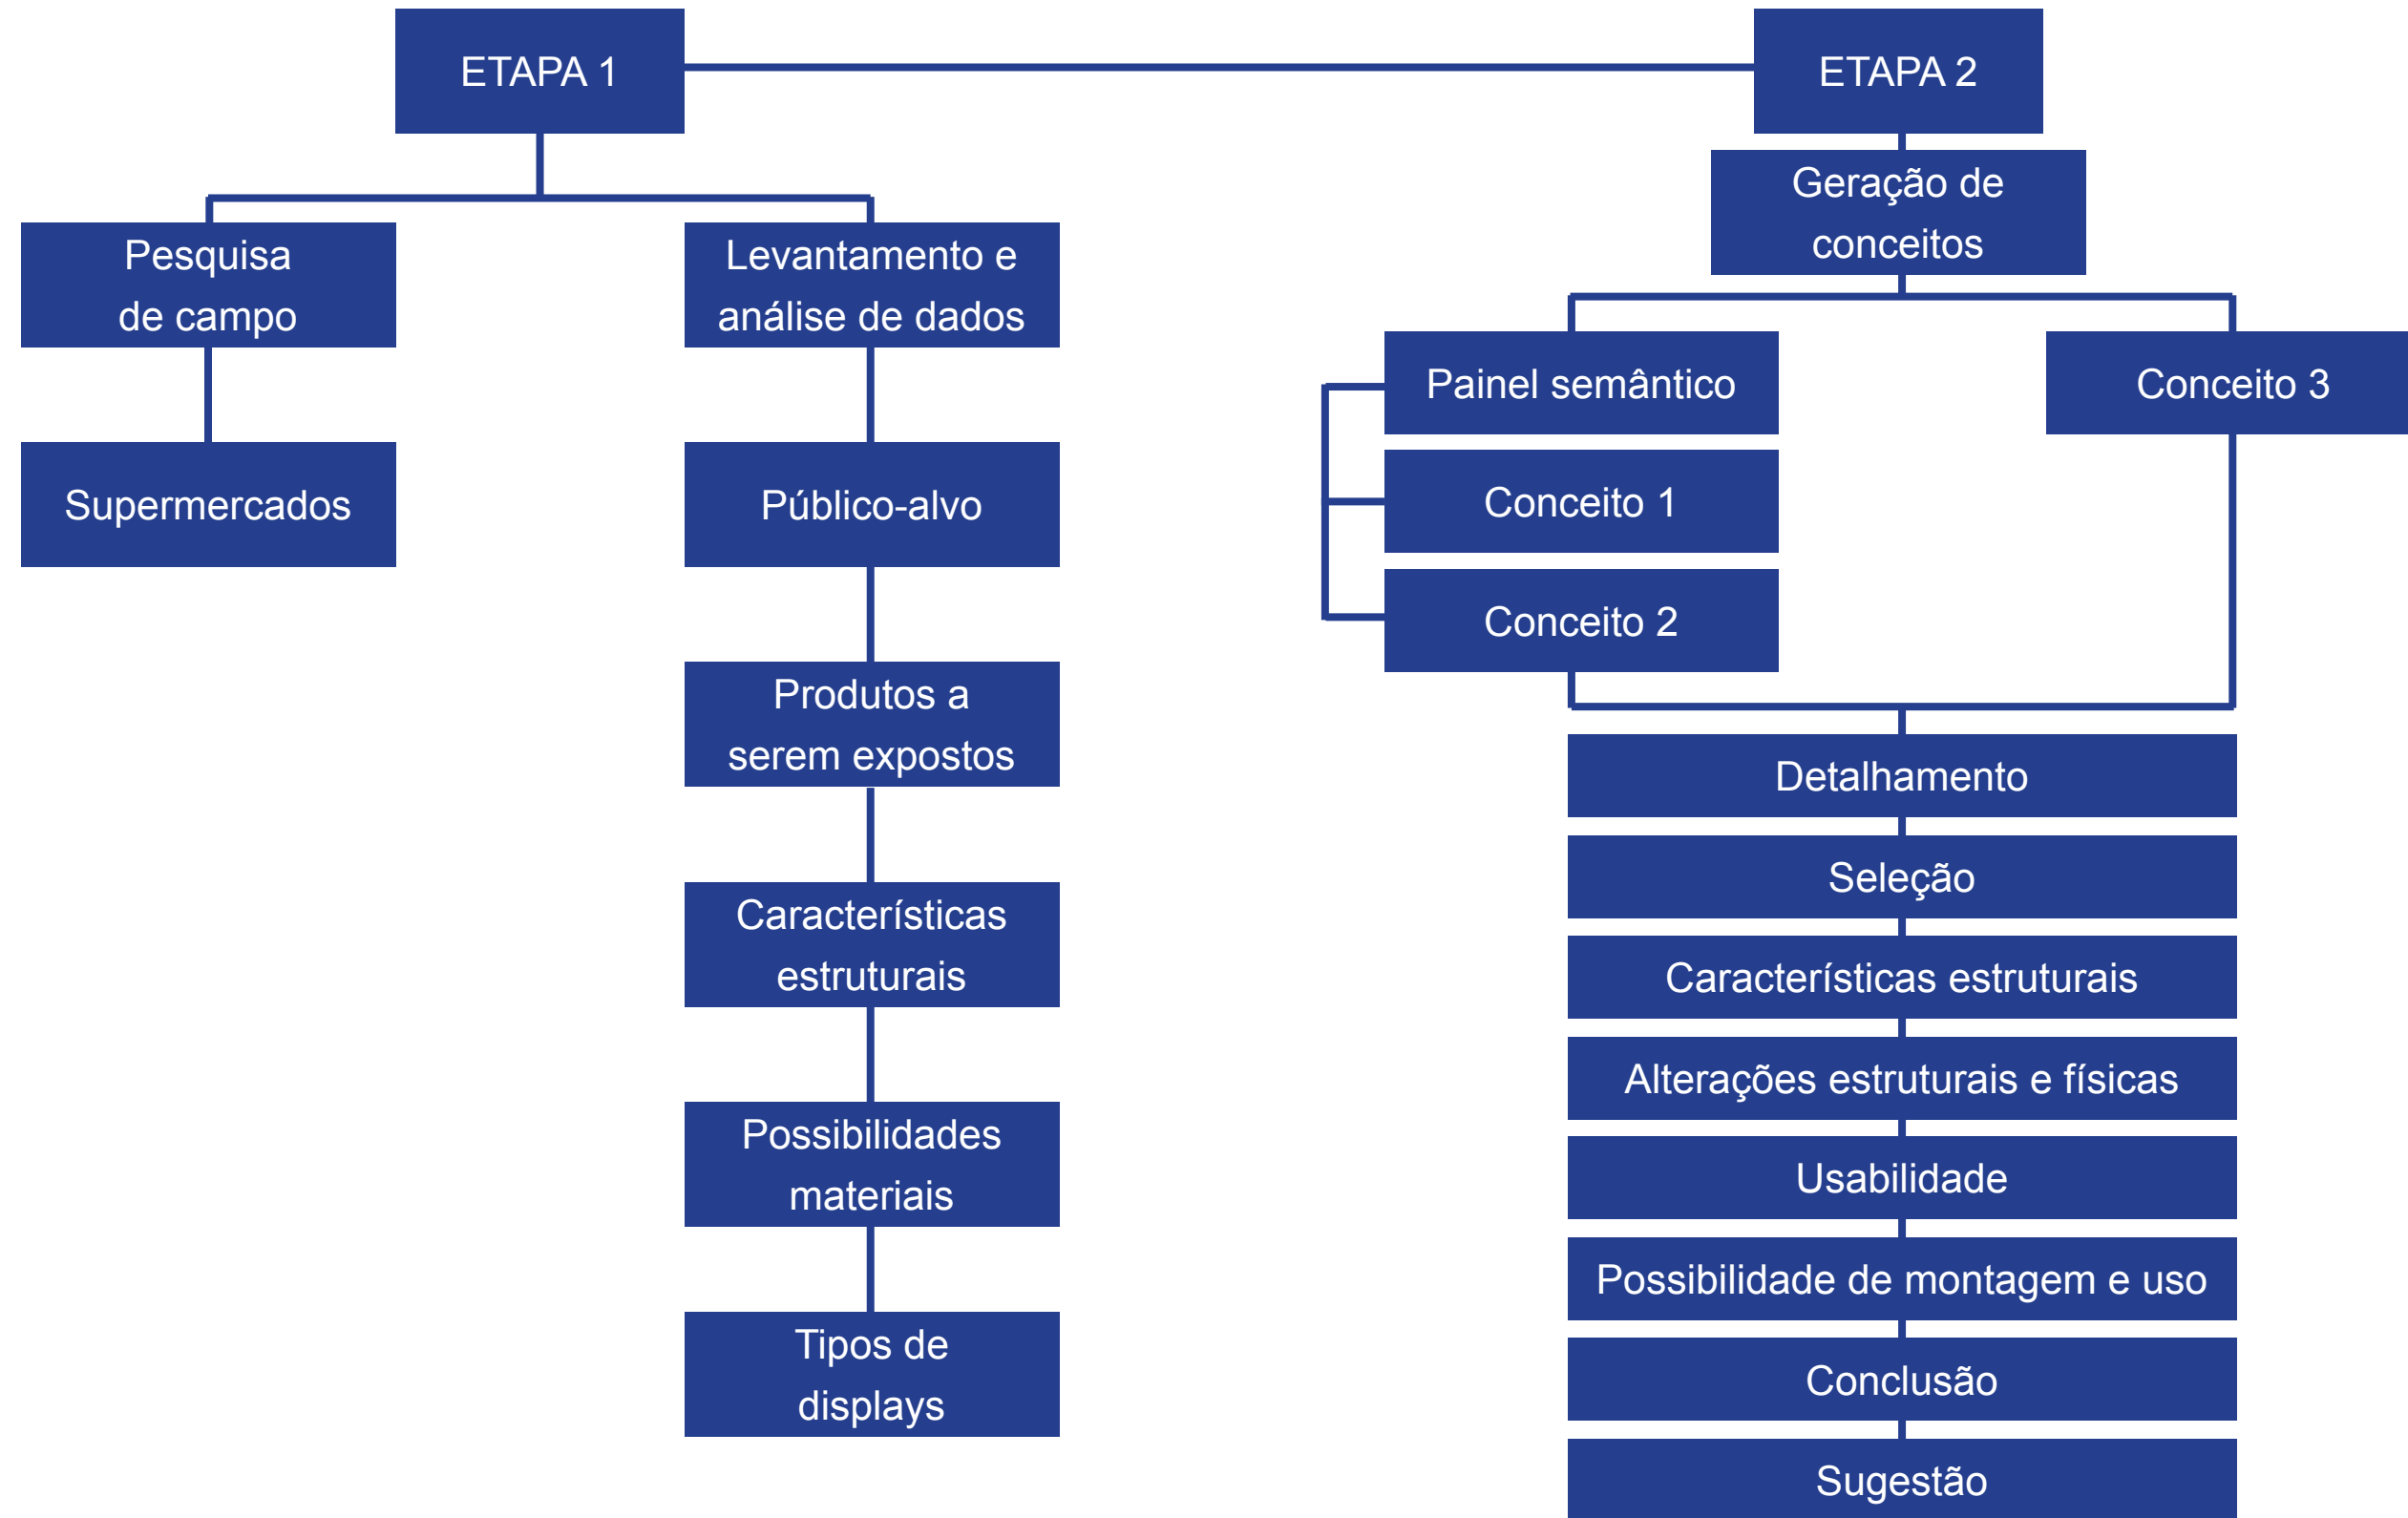 ETAPA 1
Pesquisa
de campo
Supermercados
Levantamento e
análise de dados
Público-alvo
Produtos a
serem expostos
Características
estruturais
Possibilidades
materiais
Tipos de
displays
ETAPA 2
Geração de
conceitos
Painel semântico
Conceito 1
Conceito 2
Conceito 3
Detalhamento
Seleção
Características estruturais
Alterações estruturais e físicas
Usabilidade
Possibilidade de montagem e uso
Conclusão
Sugestão